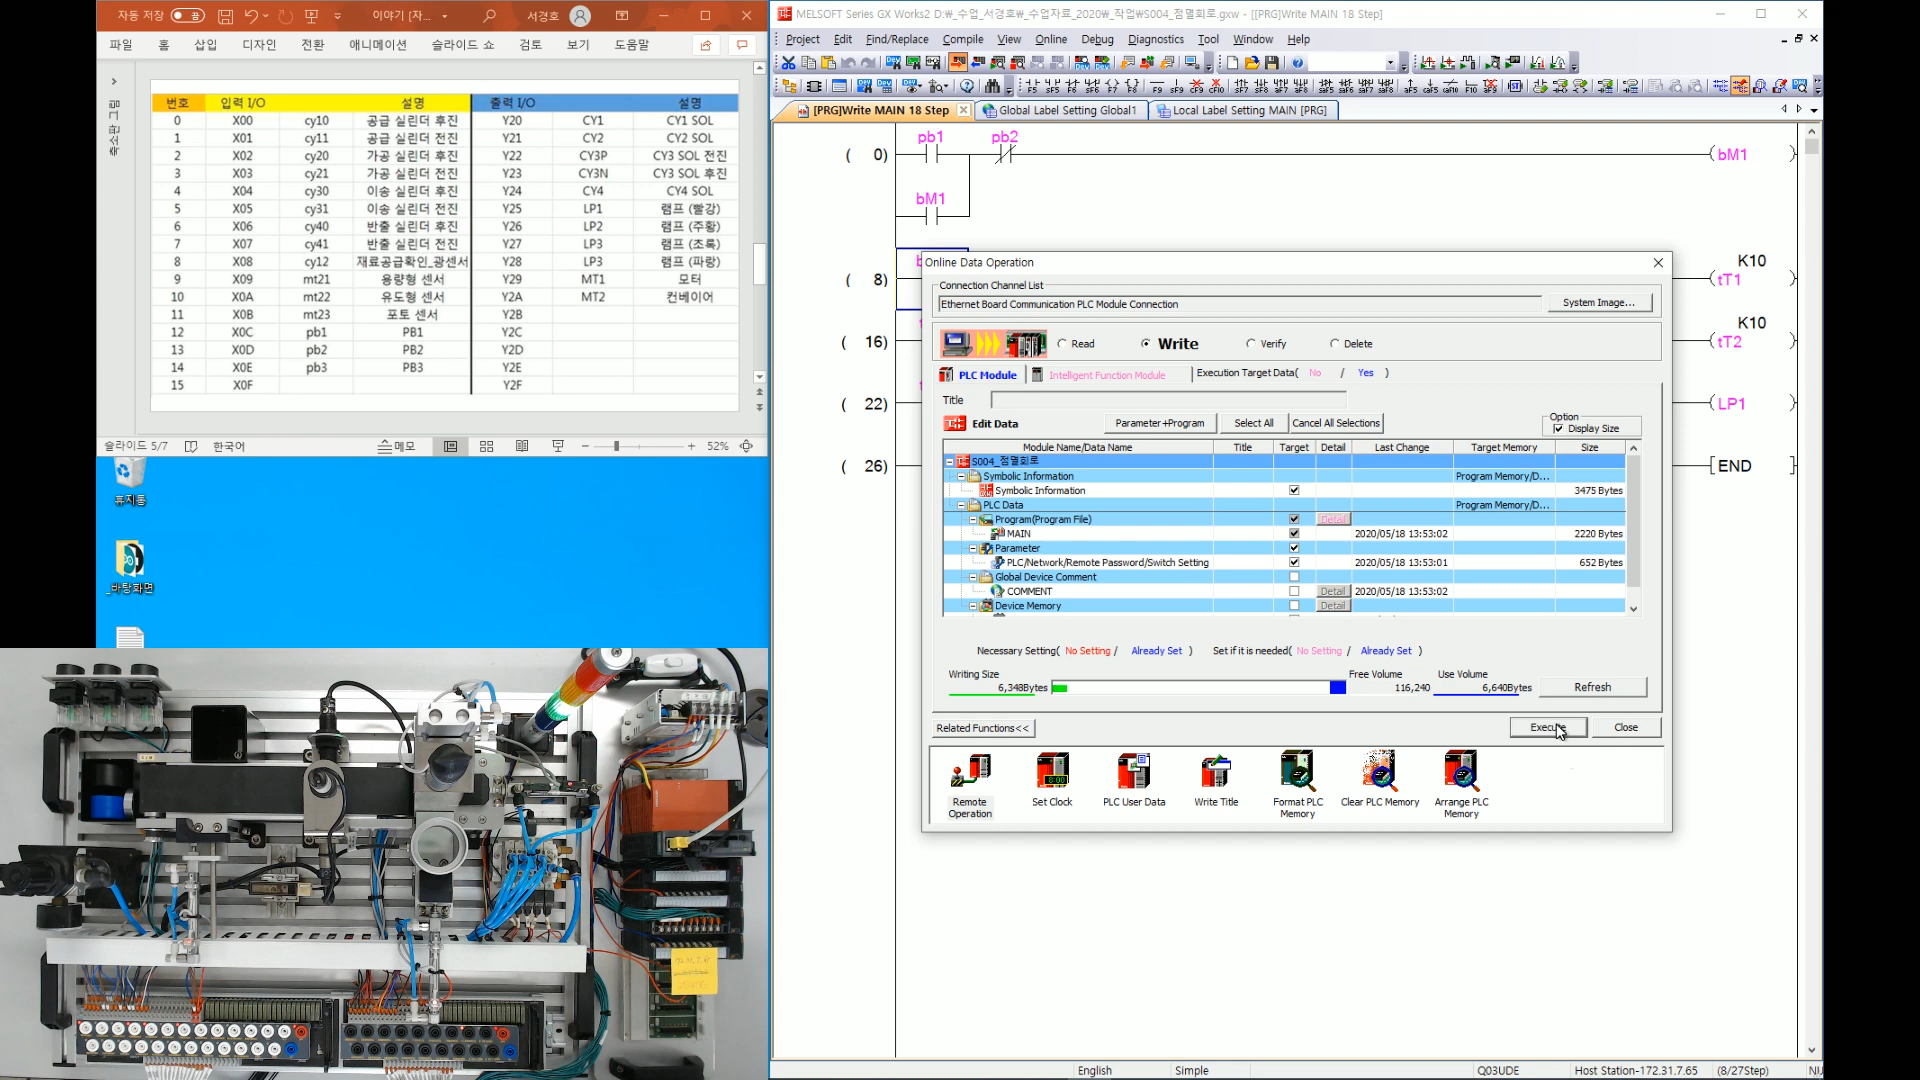 자동 저장 끔 이야기 [자... 서경호
파일 홈 삽입 디자인 전환 애니메이션 슬라이드 쇼 검토 보기 도움말
축소판 그림
번호 입력 I/O 설명 출력 I/O 설명
0 X00 cy10 공급 실린더 후진 Y20 CY1 CY1 SOL
1 X01 cy11 공급 실린더 전진 Y21 CY2 CY2 SOL
2 X02 cy20 가공 실린더 후진 Y22 CY3P CY3 SOL 전진
3 X03 cy21 가공 실린더 전진 Y23 CY3N CY3 SOL 후진
4 X04 cy30 이송 실린더 후진 Y24 CY4 CY4 SOL
5 X05 cy31 이송 실린더 전진 Y25 LP1 램프 (빨강)
6 X06 cy40 반출 실린더 후진 Y26 LP2 램프 (주황)
7 X07 cy41 반출 실린더 전진 Y27 LP3 램프 (초록)
8 X08 cy12 재료공급확인_광센서 Y28 LP3 램프 (파랑)
9 X09 mt21 용량형 센서 Y29 MT1 모터
10 X0A mt22 유도형 센서 Y2A MT2 컨베이어
11 X0B mt23 포토 센서 Y2B
12 X0C pb1 PB1 Y2C
13 X0D pb2 PB2 Y2D
14 X0E pb3 PB3 Y2E
15 X0F Y2F
슬라이드 5/7 한국어 메모 52%
휴지통
_바탕화면
MELSOFT Series GX Works2 D:₩_수업_서경호₩_수업자료_2020₩_작업₩S004_점멸회로.gxw - [[PRG]Write MAIN 18 Step]
Project Edit Find/Replace Compile View Online Debug Diagnostics Tool Window Help
[PRG]Write MAIN 18 Step Global Label Setting Global1 Local Label Setting MAIN [PRG]
pb1 pb2
( 0) bM1
bM1
K10
( 8) tT1
K10
( 16) tT2
( 22) LP1
( 26) END
Online Data Operation
Connection Channel List
Ethernet Board Communication PLC Module Connection System Image...
Read Write Verify Delete
PLC Module Intelligent Function Module Execution Target Data( No / Yes )
Title
Edit Data Parameter+Program Select All Cancel All Selections Option
Display Size
Module Name/Data Name Title Target Detail Last Change Target Memory Size
S004_점멸회로
Symbolic Information Program Memory/D...
Symbolic Information 3475 Bytes
PLC Data Program Memory/D...
Program(Program File) Detail
MAIN 2020/05/18 13:53:02 2220 Bytes
Parameter
PLC/Network/Remote Password/Switch Setting 2020/05/18 13:53:01 652 Bytes
Global Device Comment
COMMENT Detail 2020/05/18 13:53:02
Device Memory Detail
Necessary Setting( No Setting / Already Set ) Set if it is needed( No Setting / Already Set )
Writing Size Free Volume Use Volume
6,348Bytes 116,240 6,640Bytes Refresh
Related Functions<< Execute Close
Remote Operation
Set Clock
PLC User Data
Write Title
Format PLC Memory
Clear PLC Memory
Arrange PLC Memory
English Simple Q03UDE Host Station-172.31.7.65 (8/27Step)